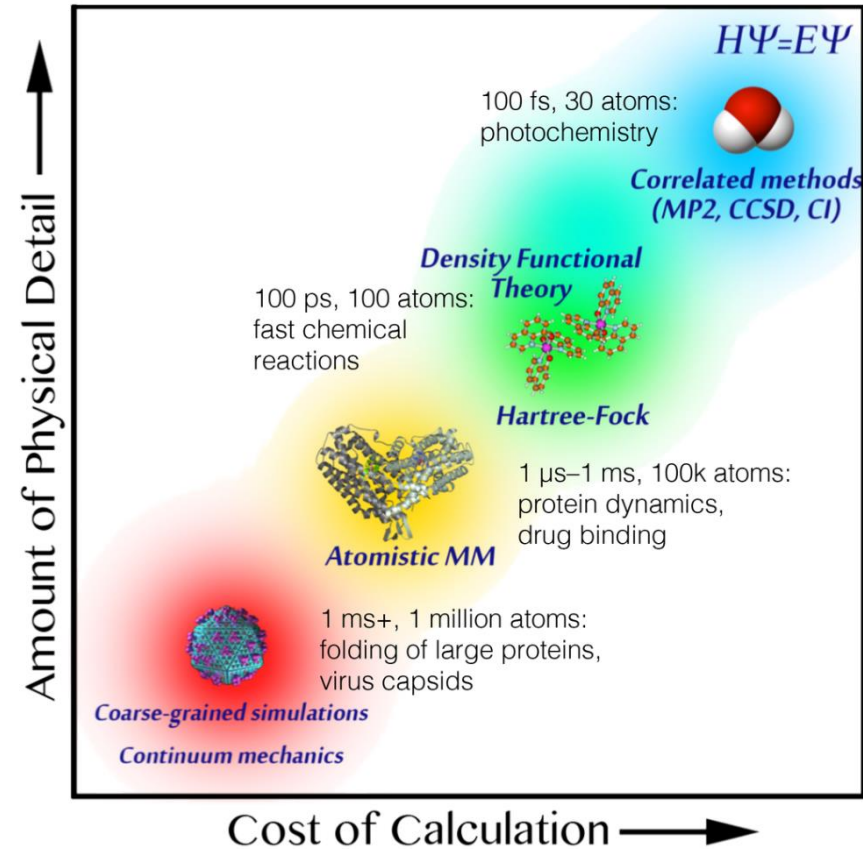 Amount of Physical Detail
HΨ=EΨ
100 fs, 30 atoms:
photochemistry
Correlated methods
(MP2, CCSD, CI)
Density Functional
Theory
100 ps, 100 atoms:
fast chemical
reactions
Hartree-Fock
1 µs–1 ms, 100k atoms:
protein dynamics,
drug binding
Atomistic MM
1 ms+, 1 million atoms:
folding of large proteins,
virus capsids
Coarse-grained simulations
Continuum mechanics
Cost of Calculation